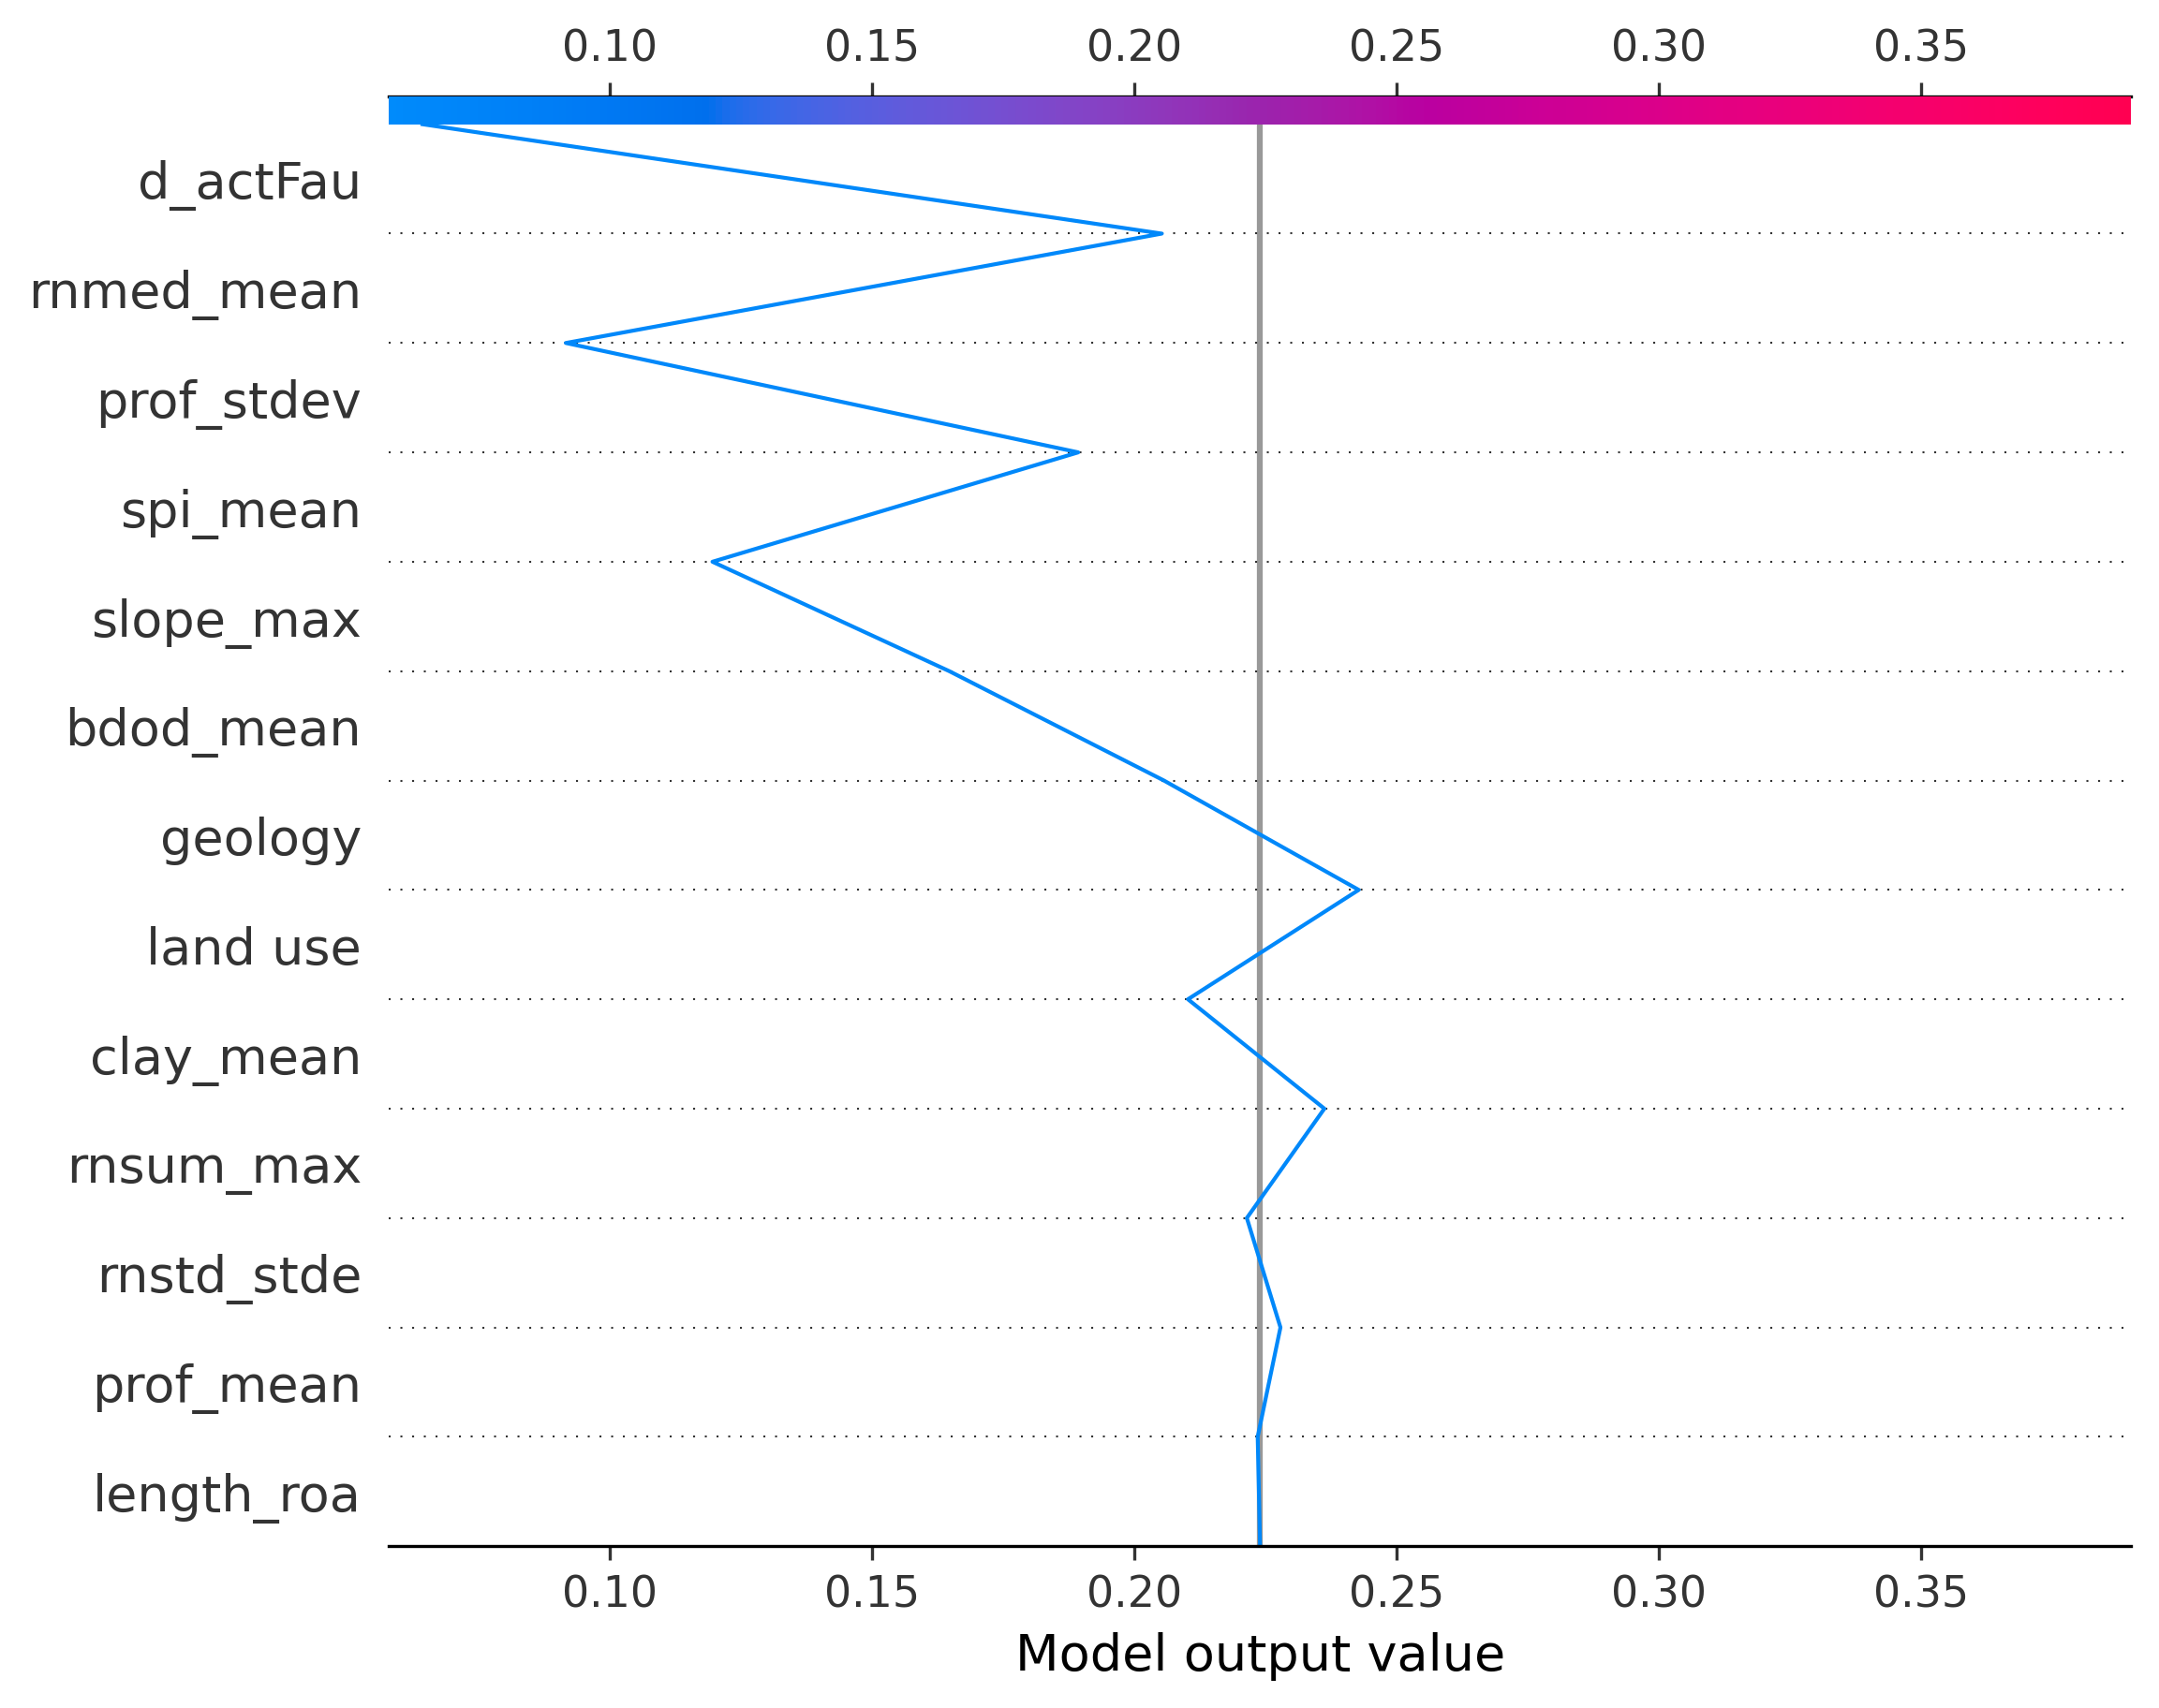 0.10 0.15 0.20 0.25 0.30 0.35
d_actFau
rnmed_mean
prof_stdev
spi_mean
slope_max
bdod_mean
geology
land use
clay_mean
rnsum_max
rnstd_stde
prof_mean
length_roa
0.10 0.15 0.20 0.25 0.30 0.35
Model output value